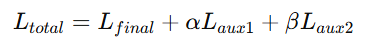 L_{total} = L_{final} + αL_{aux1} + βL_{aux2}